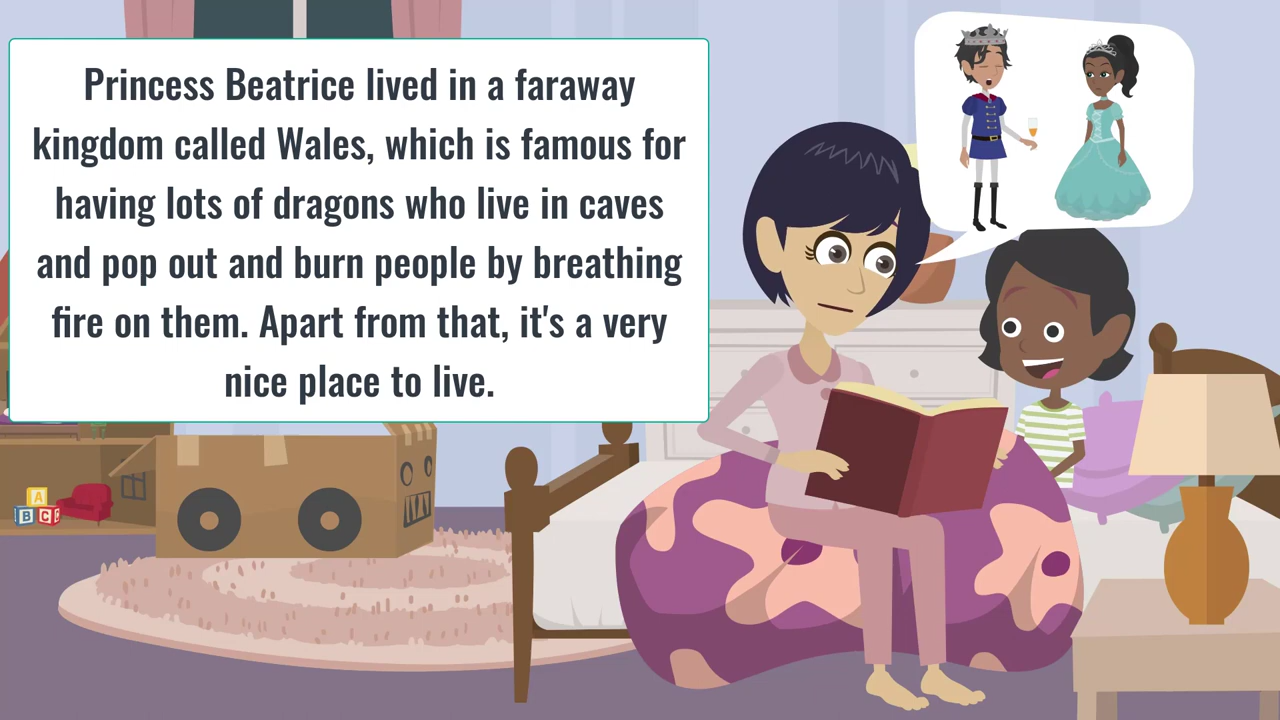 Princess Beatrice lived in a faraway
kingdom called Wales, which is famous for
having lots of dragons who live in caves
and pop out and burn people by breathing
fire on them. Apart from that, it's a very
nice place to live.
A
B C